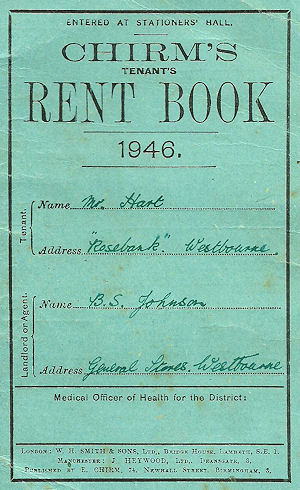 ENTERED AT STATIONERS' HALL.
CHIRM'S
TENANT'S
RENT BOOK
1946.
Tenant.
Name Mr. Hart
Address "Rosebank". Westbourne.
Landlord or Agent.
Name B. S. Johnson
Address General Stores. Westbourne
Medical Officer of Health for the District:
LONDON: W. H. SMITH & SONS, LTD., BRIDGE HOUSE, LAMBETH, S.E. 1.
MANCHESTER: J. HEYWOOD, LTD., DEANSGATE, 3.
PUBLISHED BY E. CHIRM, 74, NEWHALL STREET, BIRMINGHAM, 3.